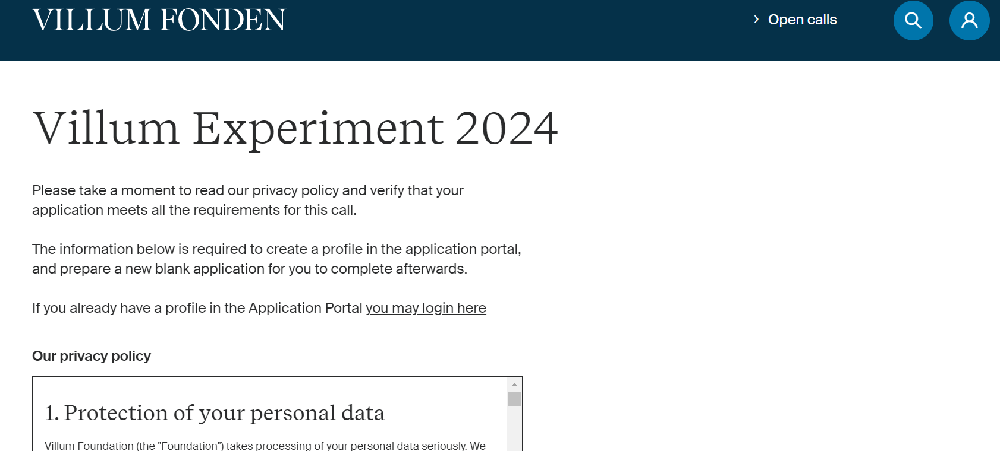 VILLUM FONDEN
Open calls
Villum Experiment 2024
Please take a moment to read our privacy policy and verify that your
application meets all the requirements for this call.
The information below is required to create a profile in the application portal,
and prepare a new blank application for you to complete afterwards.
If you already have a profile in the Application Portal you may login here
Our privacy policy
1. Protection of your personal data
Villum Foundation (the "Foundation") takes processing of your personal data seriously. We